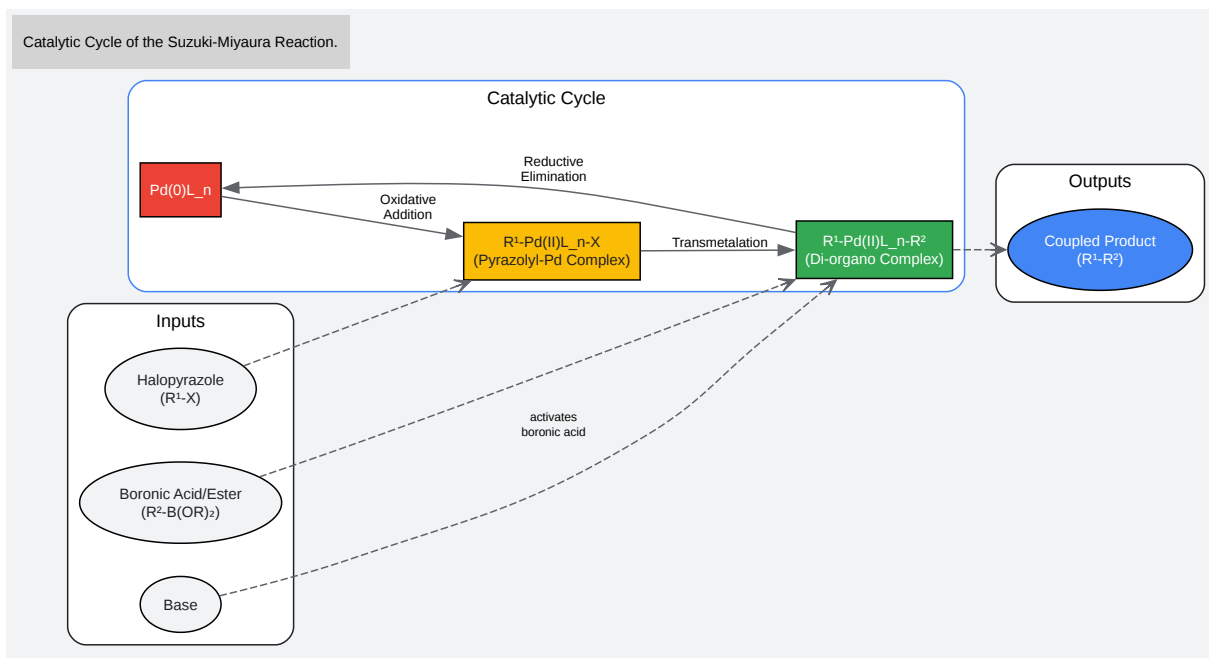 Catalytic Cycle of the Suzuki-Miyaura Reaction.
Catalytic Cycle
Reductive
Elimination
Pd(0)L_n
Oxidative
Addition
R¹-Pd(II)L_n-X
(Pyrazolyl-Pd Complex)
Transmetalation
R¹-Pd(II)L_n-R²
(Di-organo Complex)
Outputs
Coupled Product
(R¹-R²)
Inputs
Halopyrazole
(R¹-X)
activates
boronic acid
Boronic Acid/Ester
(R²-B(OR)₂)
Base